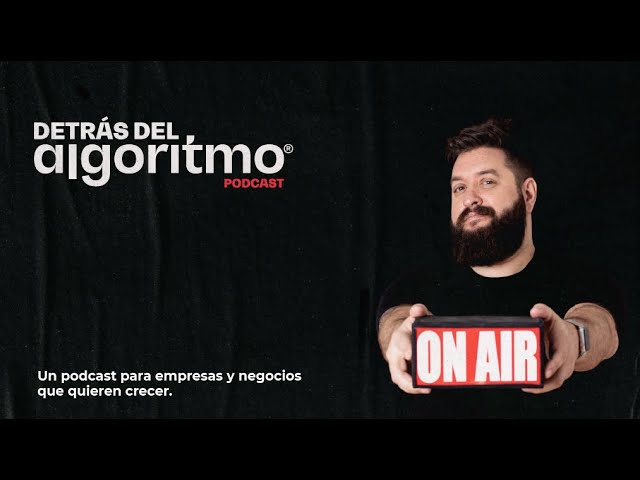 DETRÁS DEL
algoritmo®
PODCAST
ON AIR
Un podcast para empresas y negocios
que quieren crecer.